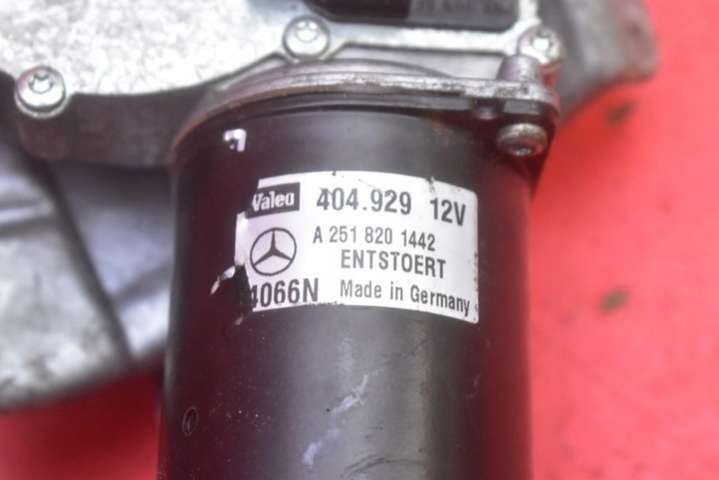 Valeo 404.929 12V
A 251 820 1442
ENTSTOERT
4066N Made in Germany